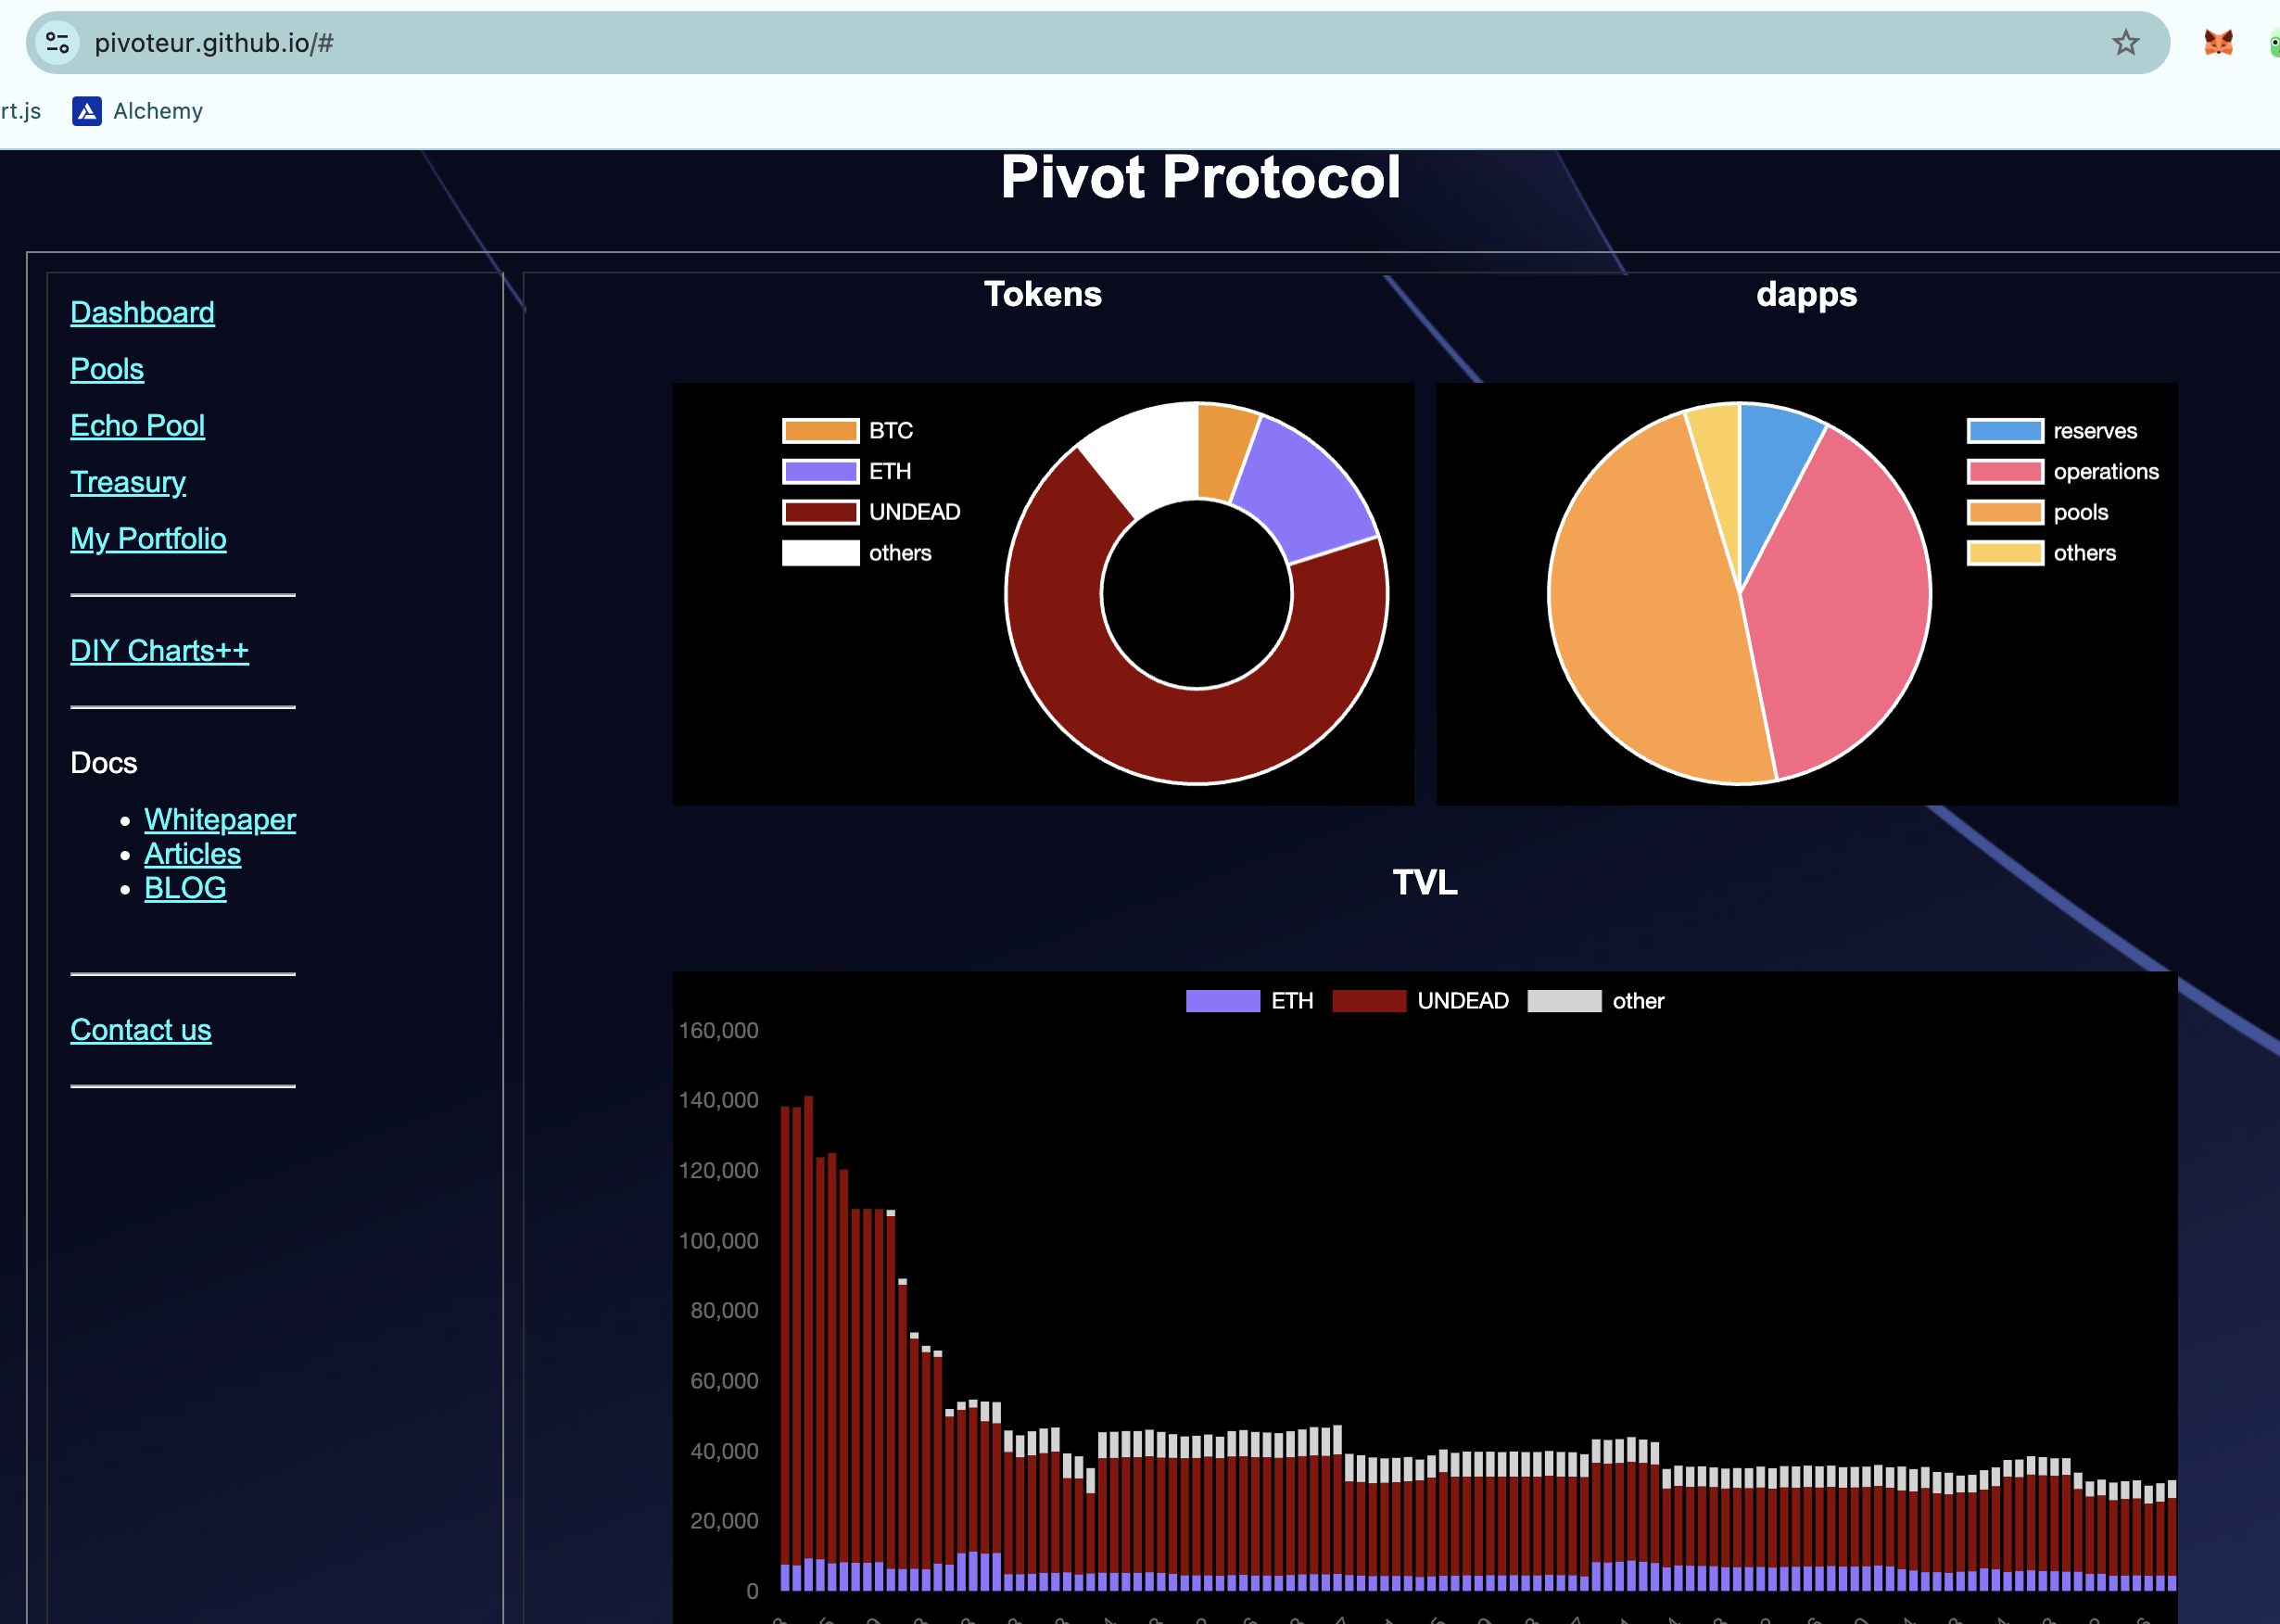 pivoteur.github.io/#
rt.js Alchemy
Pivot Protocol
Dashboard
Pools
Echo Pool
Treasury
My Portfolio
DIY Charts++
Docs
Whitepaper
Articles
BLOG
Contact us
Tokens
BTC
ETH
UNDEAD
others
dapps
reserves
operations
pools
others
TVL
ETH UNDEAD other
160,000
140,000
120,000
100,000
80,000
60,000
40,000
20,000
0